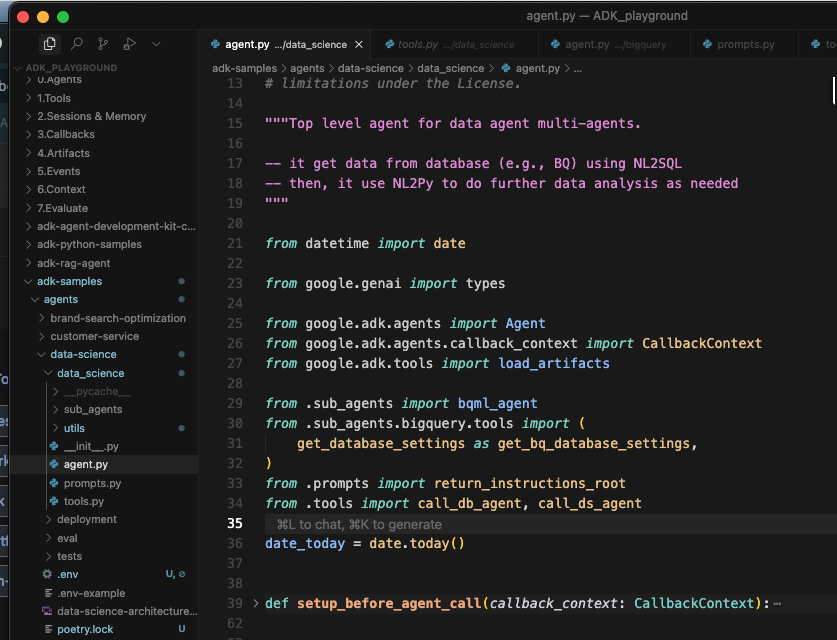 agent.py — ADK_playground
agent.py .../data_science
tools.py .../data_science
agent.py .../bigquery
prompts.py
to
ADK_PLAYGROUND
0.Agents
1.Tools
2.Sessions & Memory
3.Callbacks
4.Artifacts
5.Events
6.Context
7.Evaluate
adk-agent-development-kit-c...
adk-python-samples
adk-rag-agent
adk-samples
agents
brand-search-optimization
customer-service
data-science
data_science
__pycache__
sub_agents
utils
__init__.py
agent.py
prompts.py
tools.py
deployment
eval
tests
.env U,
.env-example
data-science-architecture...
poetry.lock U
adk-samples > agents > data-science > data_science > agent.py > ...
13 # limitations under the License.
14
15 """Top level agent for data agent multi-agents.
16
17 -- it get data from database (e.g., BQ) using NL2SQL
18 -- then, it use NL2Py to do further data analysis as needed
19 """
20
21 from datetime import date
22
23 from google.genai import types
24
25 from google.adk.agents import Agent
26 from google.adk.agents.callback_context import CallbackContext
27 from google.adk.tools import load_artifacts
28
29 from .sub_agents import bqml_agent
30 from .sub_agents.bigquery.tools import (
31 get_database_settings as get_bq_database_settings,
32 )
33 from .prompts import return_instructions_root
34 from .tools import call_db_agent, call_ds_agent
35 ⌘L to chat, ⌘K to generate
36 date_today = date.today()
37
38
39 def setup_before_agent_call(callback_context: CallbackContext):⋯
62